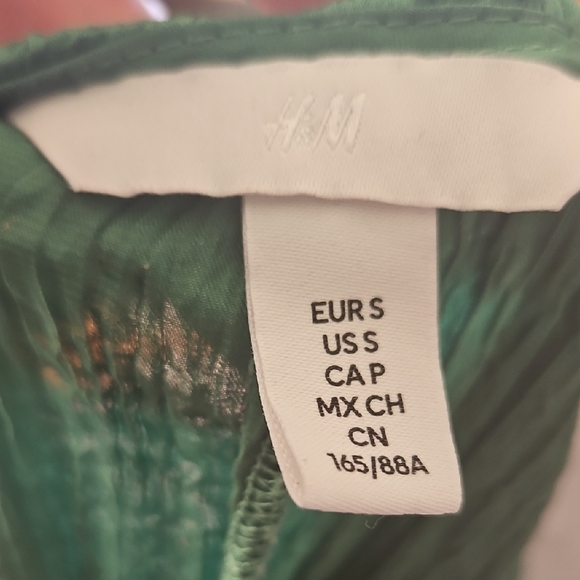 H&M
EUR S
US S
CA P
MX CH
CN
165/88A